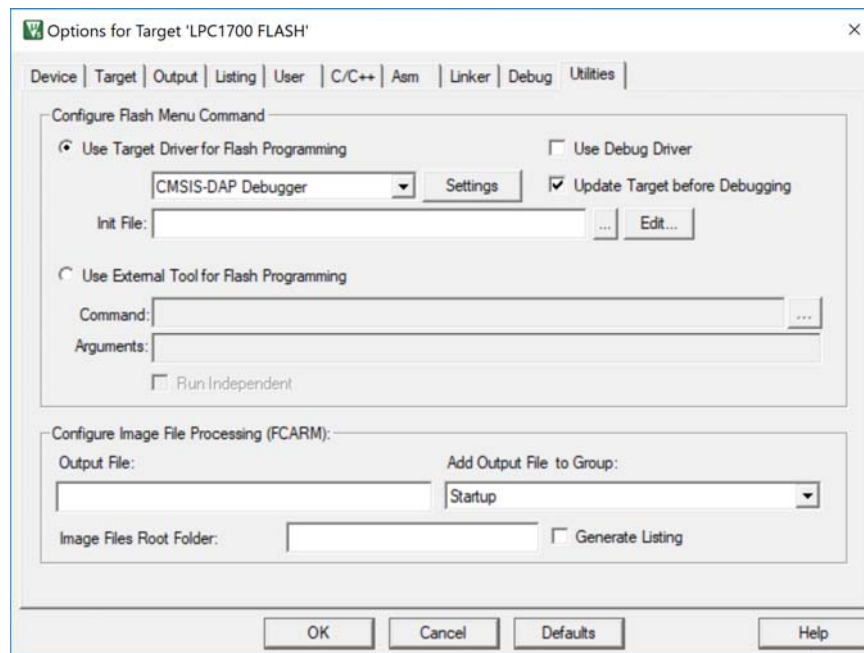 Options for Target 'LPC1700 FLASH'
Device Target Output Listing User C/C++ Asm Linker Debug Utilities
Configure Flash Menu Command
Use Target Driver for Flash Programming Use Debug Driver
CMSIS-DAP Debugger Settings Update Target before Debugging
Init File: ... Edit...
Use External Tool for Flash Programming
Command: ...
Arguments:
Run Independent
Configure Image File Processing (FCARM):
Output File: Add Output File to Group:
Startup
Image Files Root Folder: Generate Listing
OK Cancel Defaults Help